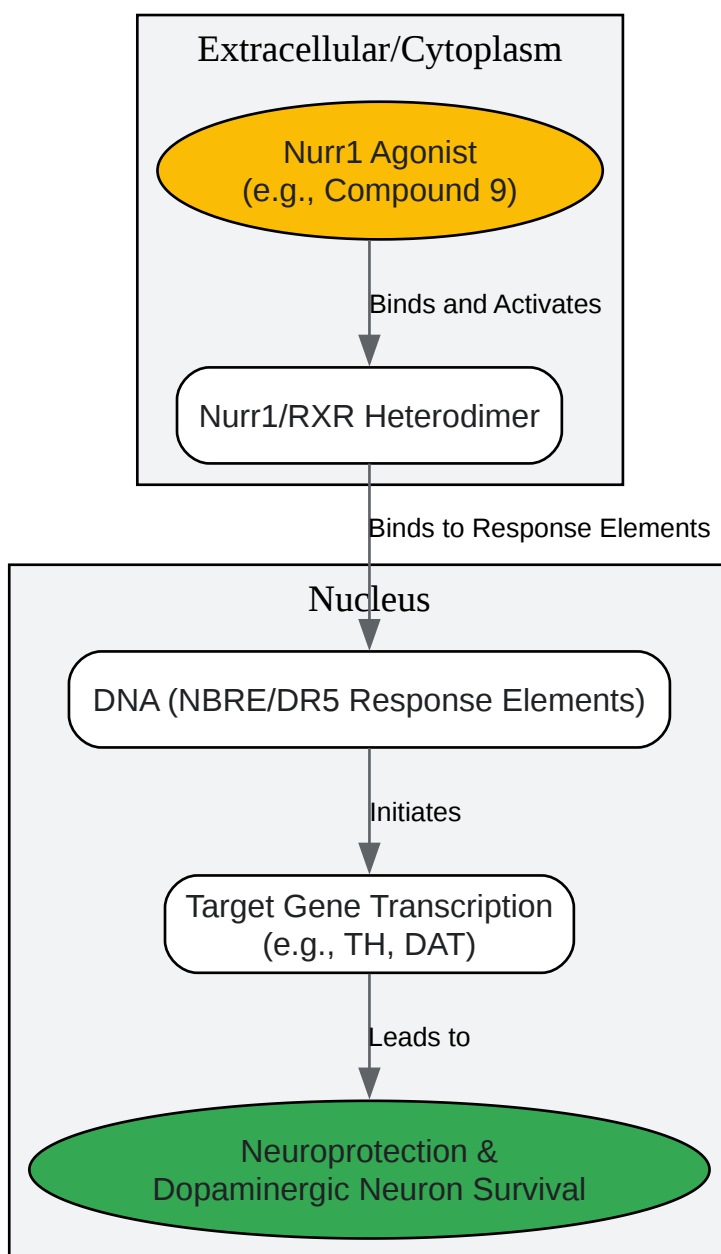 Extracellular/Cytoplasm
Nurr1 Agonist
(e.g., Compound 9)
Binds and Activates
Nurr1/RXR Heterodimer
Binds to Response Elements
Nucleus
DNA (NBRE/DR5 Response Elements)
Initiates
Target Gene Transcription
(e.g., TH, DAT)
Leads to
Neuroprotection &
Dopaminergic Neuron Survival